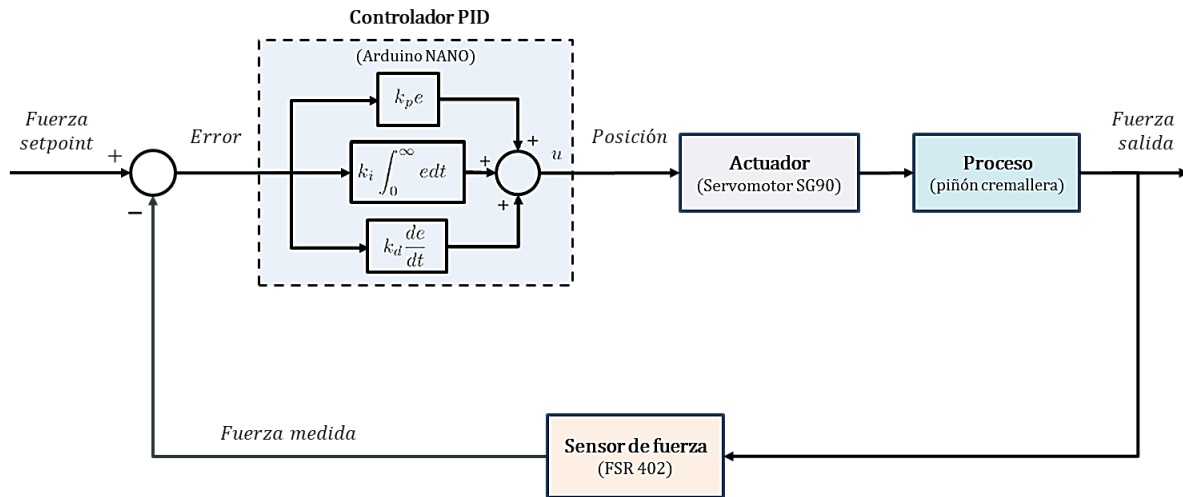 Controlador PID
(Arduino NANO)
k_p e
Fuerza
setpoint
+
−
Error
k_i ∫_0^∞ edt
k_d de/dt
+
+
+
u
Posición
Actuador
(Servomotor SG90)
Proceso
(piñón cremallera)
Fuerza
salida
Fuerza medida
Sensor de fuerza
(FSR 402)